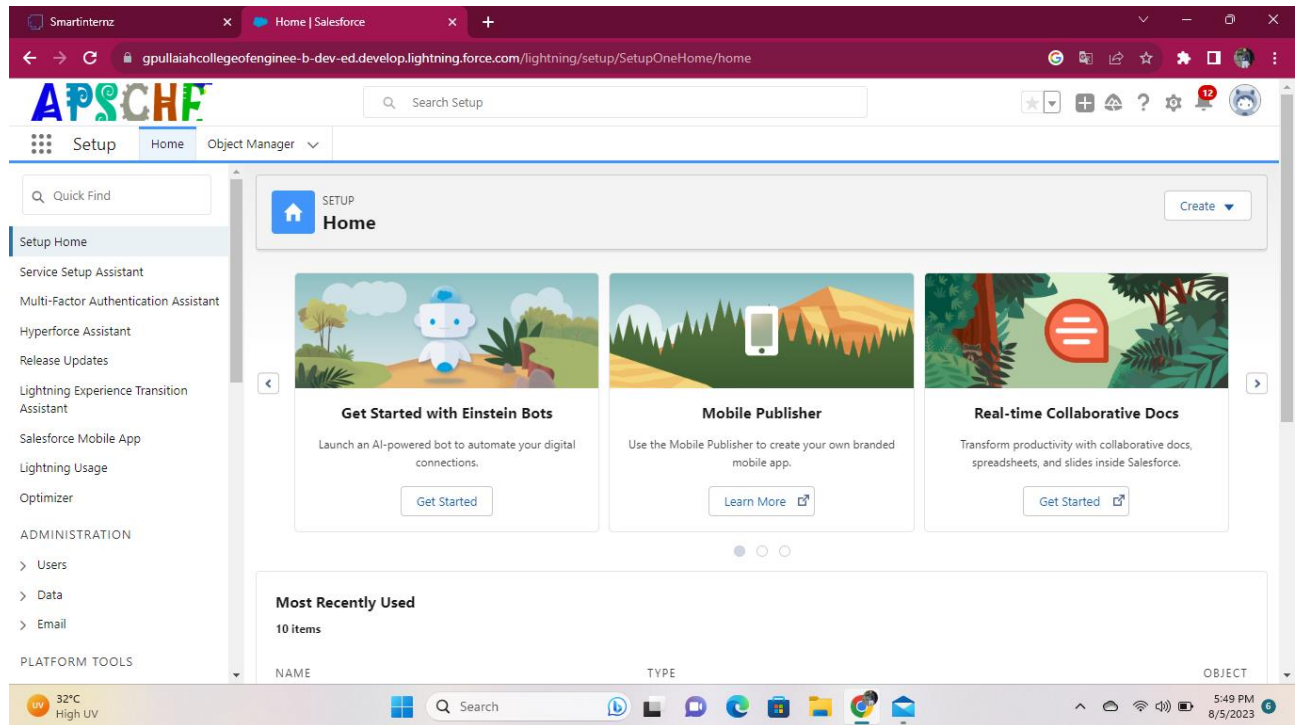 Smartinternz
Home | Salesforce
gpullaiahcollegeofenginee-b-dev-ed.develop.lightning.force.com/lightning/setup/SetupOneHome/home
APSCHE
Search Setup
12
Setup Home Object Manager
Quick Find
Setup Home
Service Setup Assistant
Multi-Factor Authentication Assistant
Hyperforce Assistant
Release Updates
Lightning Experience Transition
Assistant
Salesforce Mobile App
Lightning Usage
Optimizer
ADMINISTRATION
Users
Data
Email
PLATFORM TOOLS
SETUP
Home
Create
Get Started with Einstein Bots
Launch an AI-powered bot to automate your digital
connections.
Get Started
Mobile Publisher
Use the Mobile Publisher to create your own branded
mobile app.
Learn More
Real-time Collaborative Docs
Transform productivity with collaborative docs,
spreadsheets, and slides inside Salesforce.
Get Started
Most Recently Used
10 items
NAME TYPE OBJECT
UV
32°C
High UV
Search
5:49 PM
8/5/2023
6